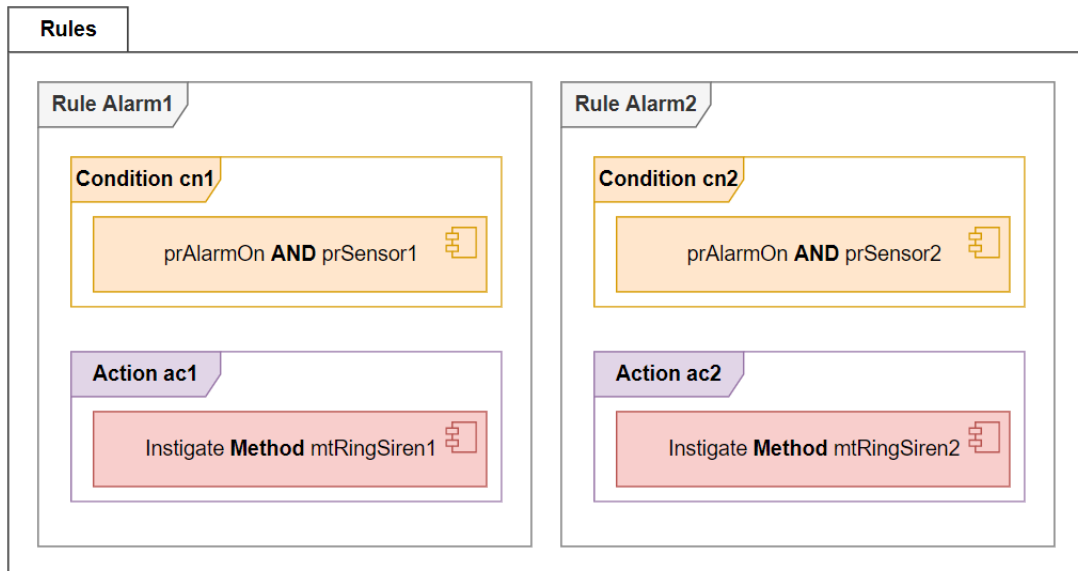 Rules
Rule Alarm1
Condition cn1
prAlarmOn AND prSensor1
Action ac1
Instigate Method mtRingSiren1
Rule Alarm2
Condition cn2
prAlarmOn AND prSensor2
Action ac2
Instigate Method mtRingSiren2